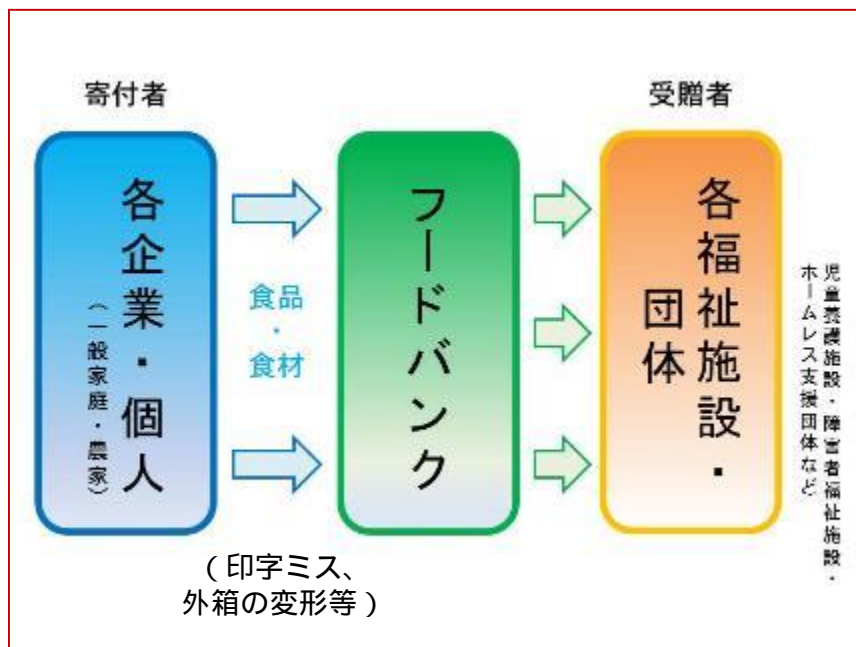 寄付者
各企業・個人
(一般家庭・農家)
食品
・
食材
フードバンク
受贈者
各福祉施設・
団体
児童養護施設・障害者福祉施設・
ホームレス支援団体など
(印字ミス、
外箱の変形等)